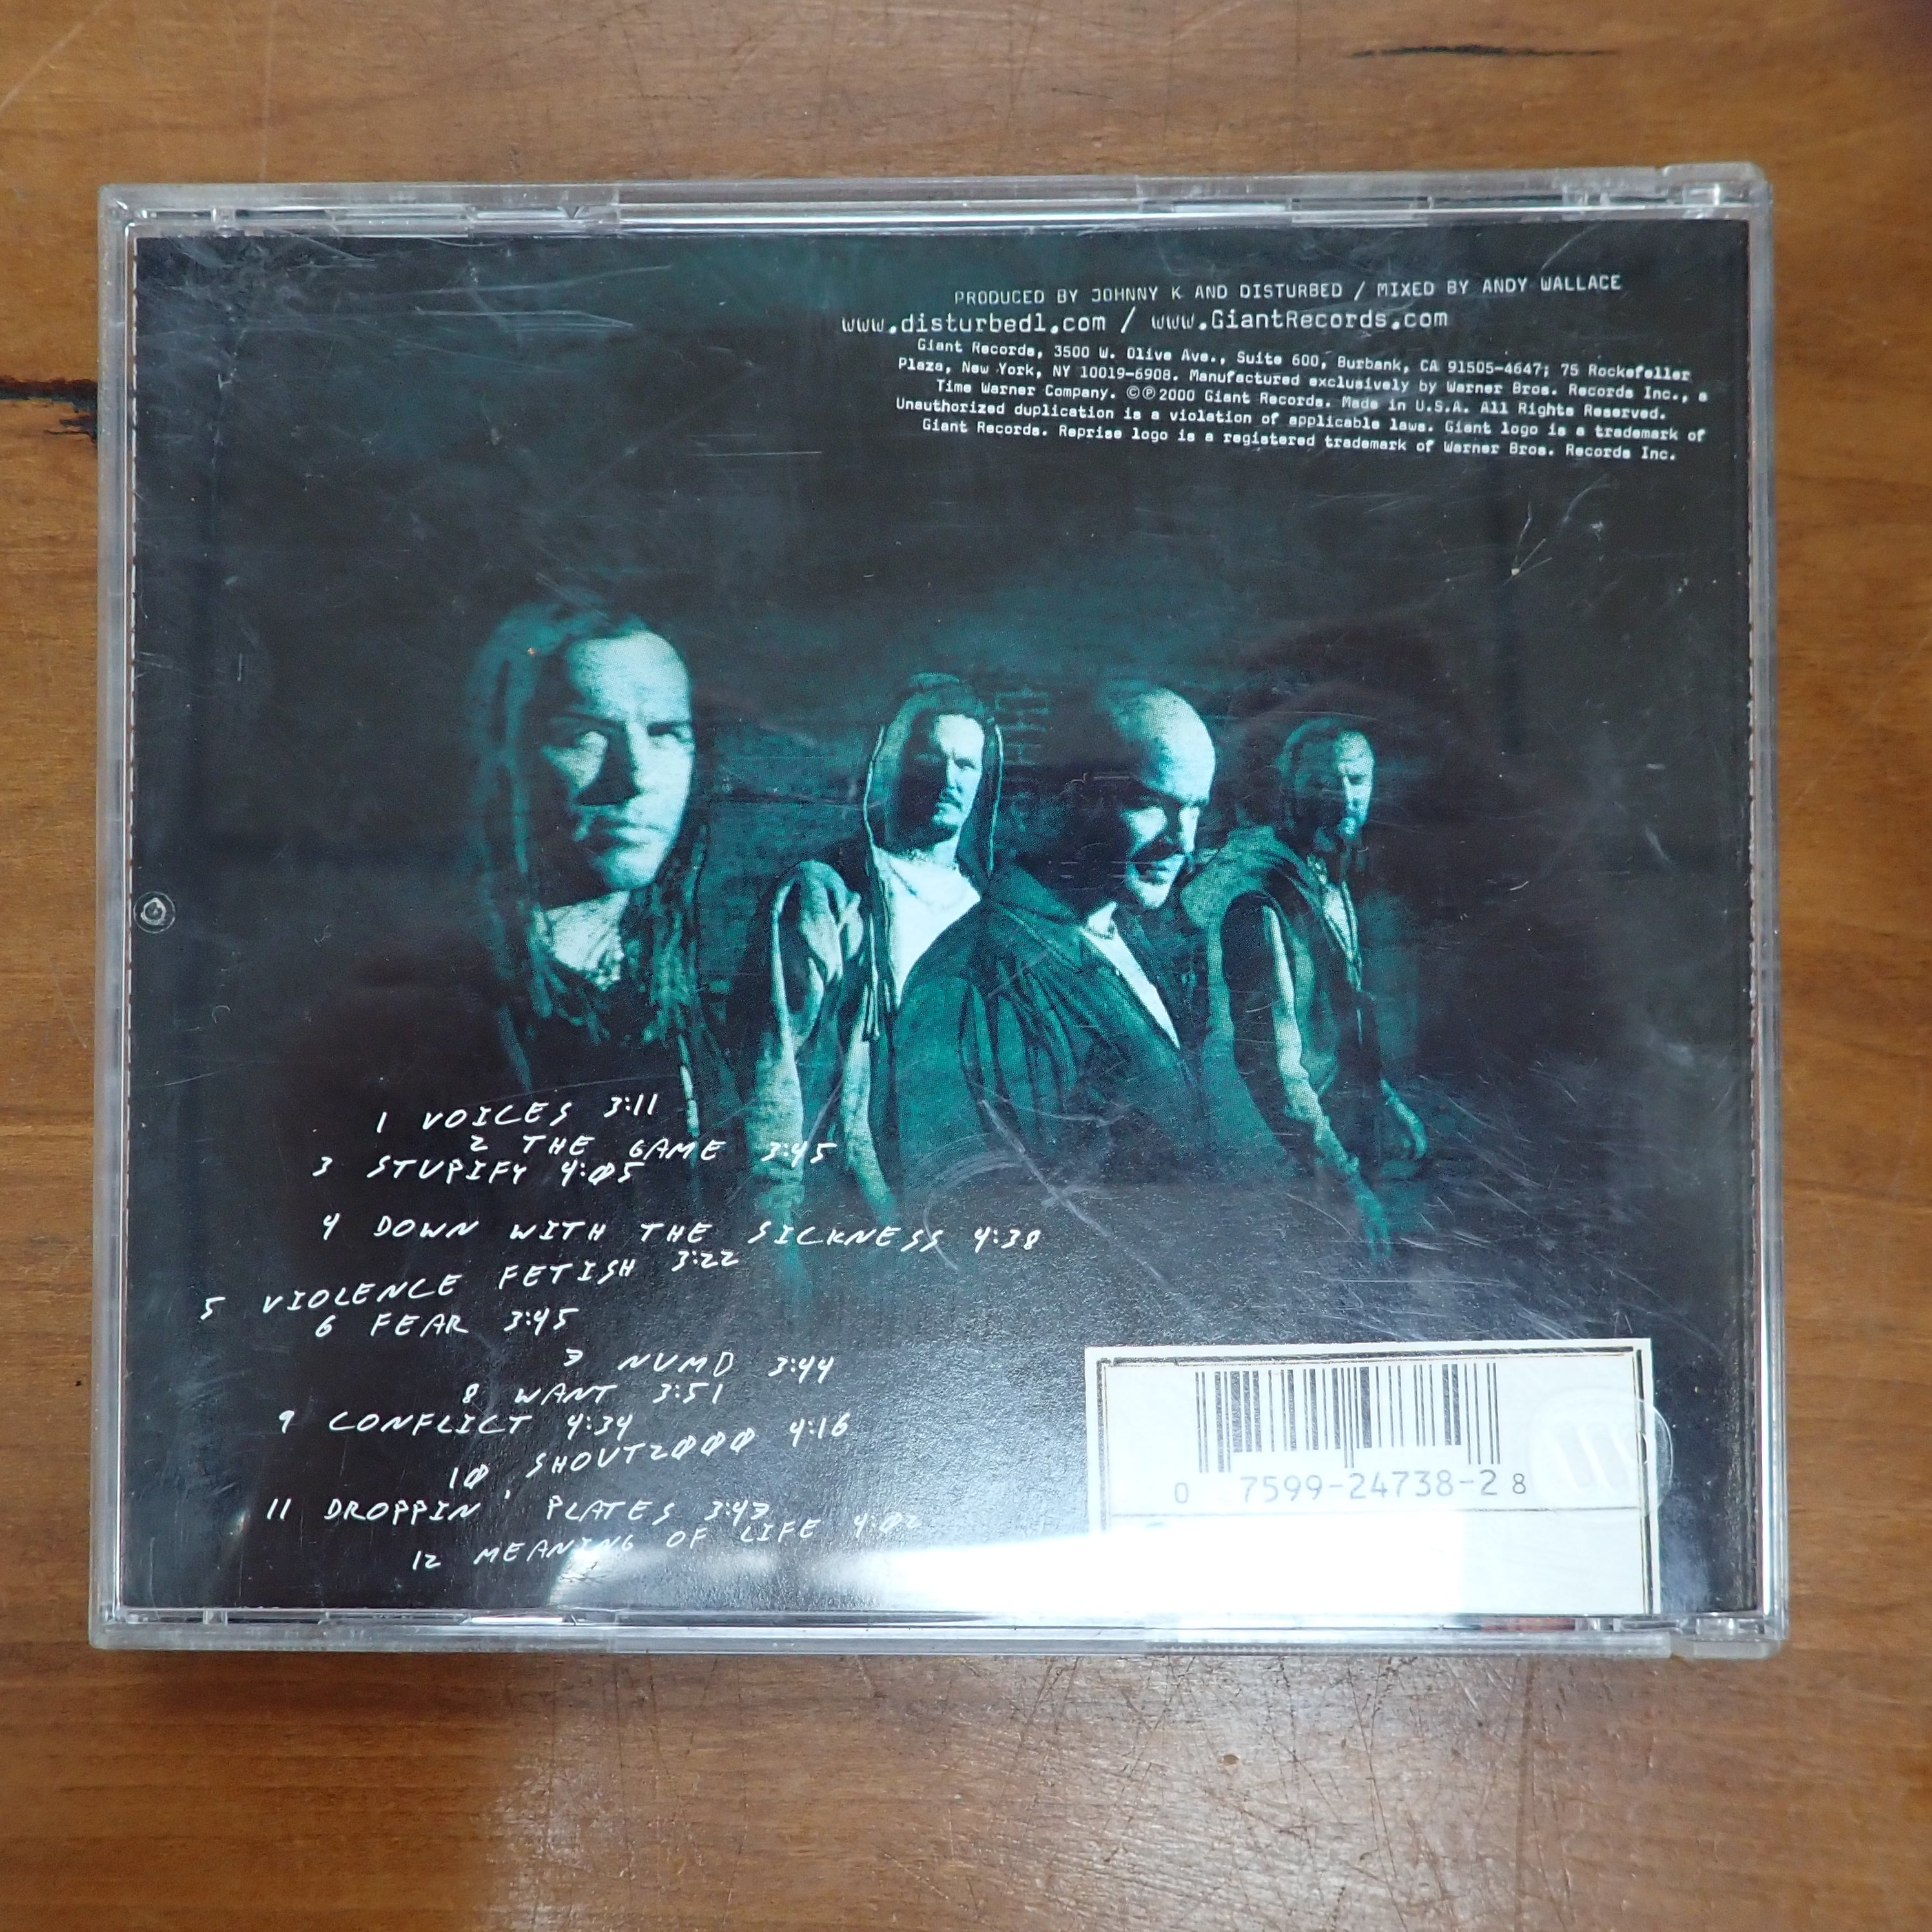 PRODUCED BY JOHNNY K AND DISTURBED / MIXED BY ANDY WALLACE
www.disturbed1.com / www.GiantRecords.com
Giant Records, 3500 W. Olive Ave., Suite 600, Burbank, CA 91505-4647; 75 Rockefeller
Plaza, New York, NY 10019-6908. Manufactured exclusively by Warner Bros. Records Inc., a
Time Warner Company. ©℗2000 Giant Records. Made in U.S.A. All Rights Reserved.
Unauthorized duplication is a violation of applicable laws. Giant logo is a trademark of
Giant Records. Reprise logo is a registered trademark of Warner Bros. Records Inc.
1 VOICES 3:11
2 THE GAME 3:45
3 STUPIFY 4:05
4 DOWN WITH THE SICKNESS 4:38
5 VIOLENCE FETISH 3:22
6 FEAR 3:45
7 NUMB 3:44
8 WANT 3:51
9 CONFLICT 4:34
10 SHOUT2000 4:16
11 DROPPIN' PLATES 3:43
12 MEANING OF LIFE 4:02
0 7599-24738-2 8